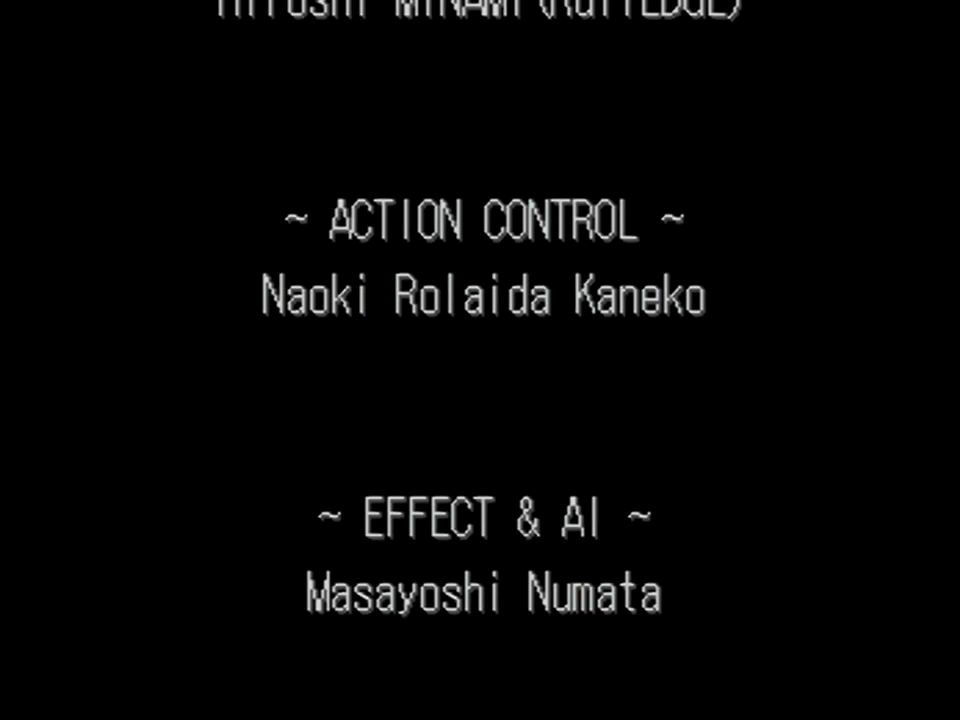 ~ ACTION CONTROL ~
Naoki Rolaida Kaneko
~ EFFECT & AI ~
Masayoshi Numata